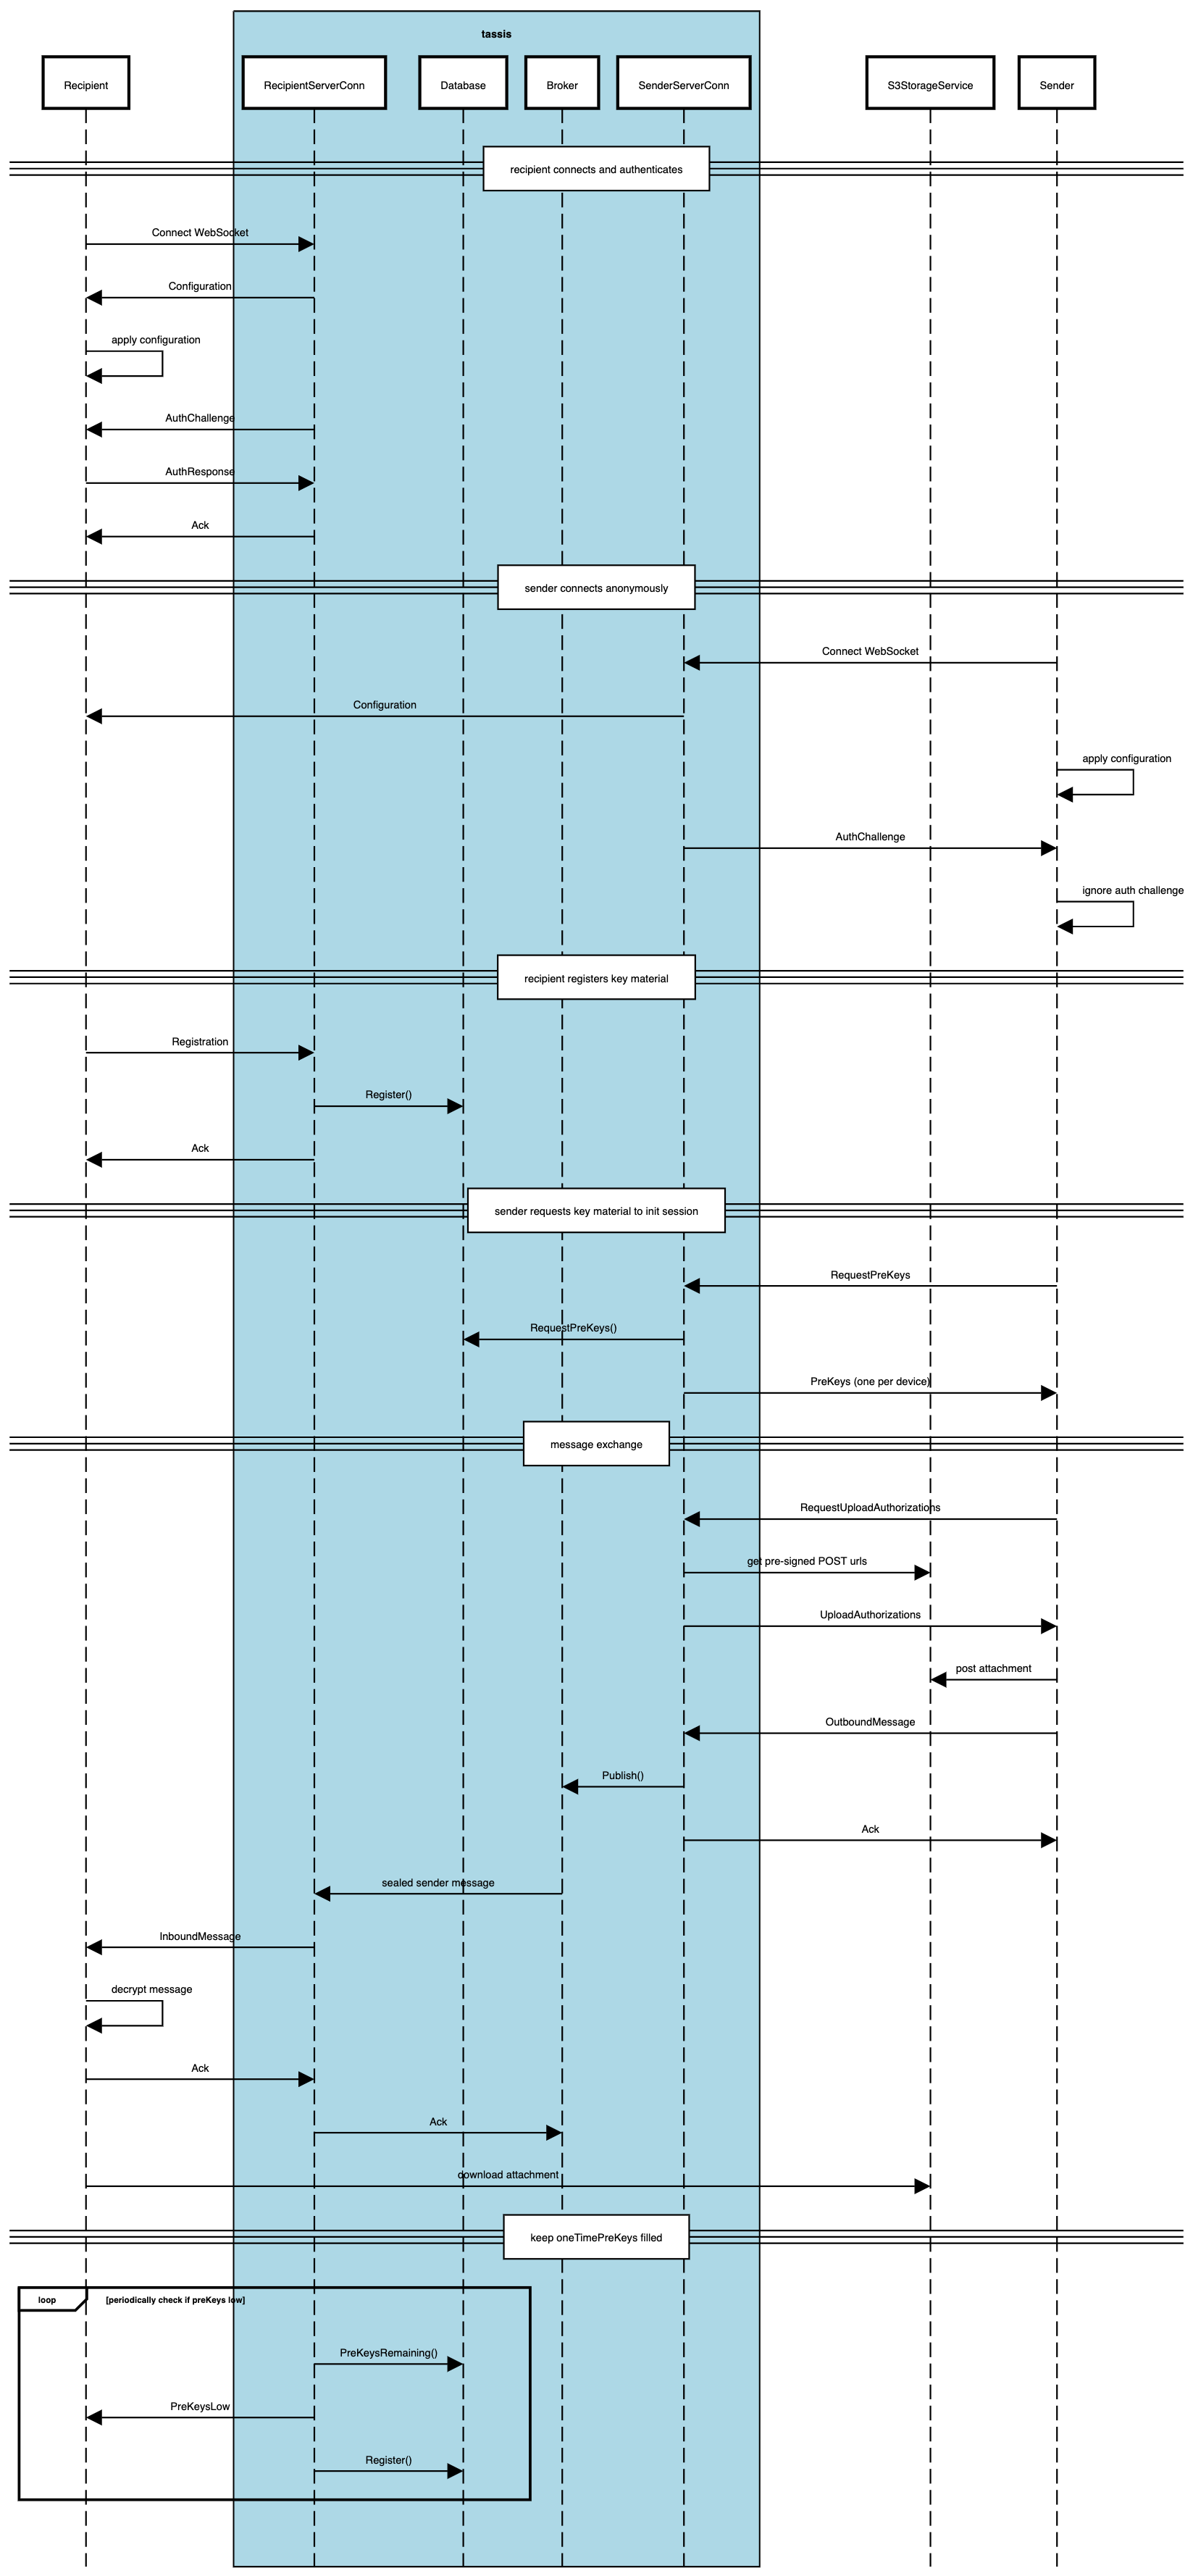 tassis
Recipient
RecipientServerConn
Database
Broker
SenderServerConn
S3StorageService
Sender
recipient connects and authenticates
Connect WebSocket
Configuration
apply configuration
AuthChallenge
AuthResponse
Ack
sender connects anonymously
Connect WebSocket
Configuration
apply configuration
AuthChallenge
ignore auth challenge
recipient registers key material
Registration
Register()
Ack
sender requests key material to init session
RequestPreKeys
RequestPreKeys()
PreKeys (one per device)
message exchange
RequestUploadAuthorizations
get pre-signed POST urls
UploadAuthorizations
post attachment
OutboundMessage
Publish()
Ack
sealed sender message
InboundMessage
decrypt message
Ack
Ack
download attachment
keep oneTimePreKeys filled
loop
[periodically check if preKeys low]
PreKeysRemaining()
PreKeysLow
Register()